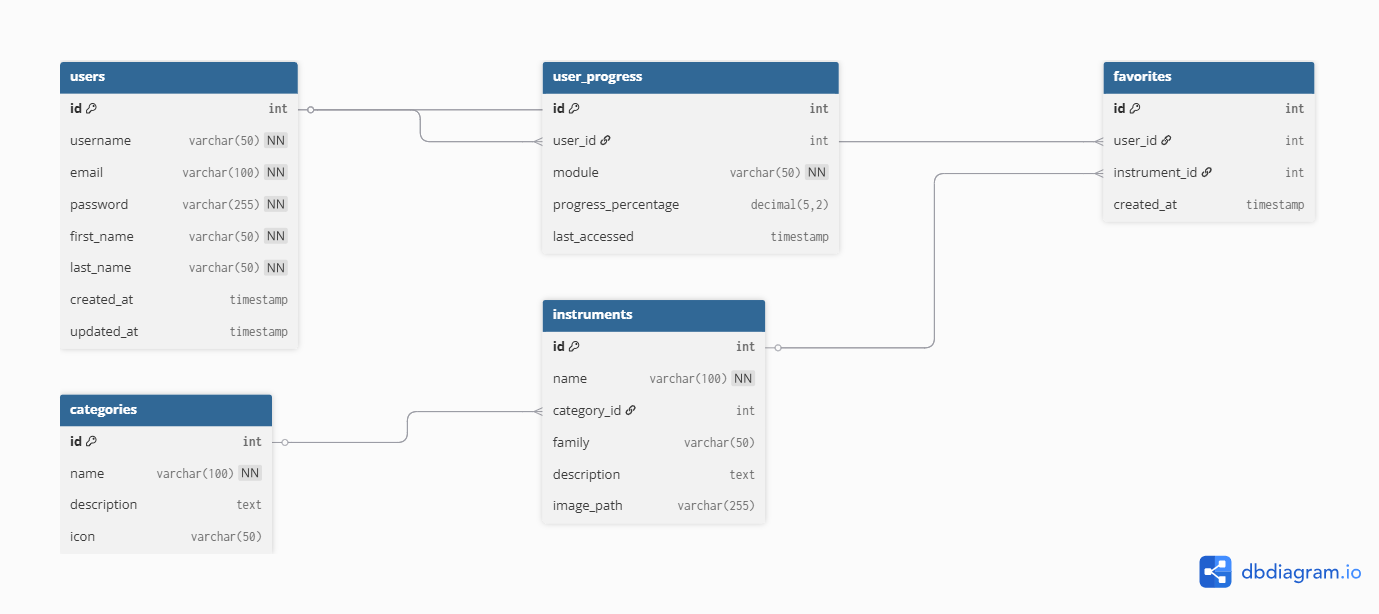 users
id int
username varchar(50) NN
email varchar(100) NN
password varchar(255) NN
first_name varchar(50) NN
last_name varchar(50) NN
created_at timestamp
updated_at timestamp
user_progress
id int
user_id int
module varchar(50) NN
progress_percentage decimal(5,2)
last_accessed timestamp
favorites
id int
user_id int
instrument_id int
created_at timestamp
instruments
id int
name varchar(100) NN
category_id int
family varchar(50)
description text
image_path varchar(255)
categories
id int
name varchar(100) NN
description text
icon varchar(50)
dbdiagram.io